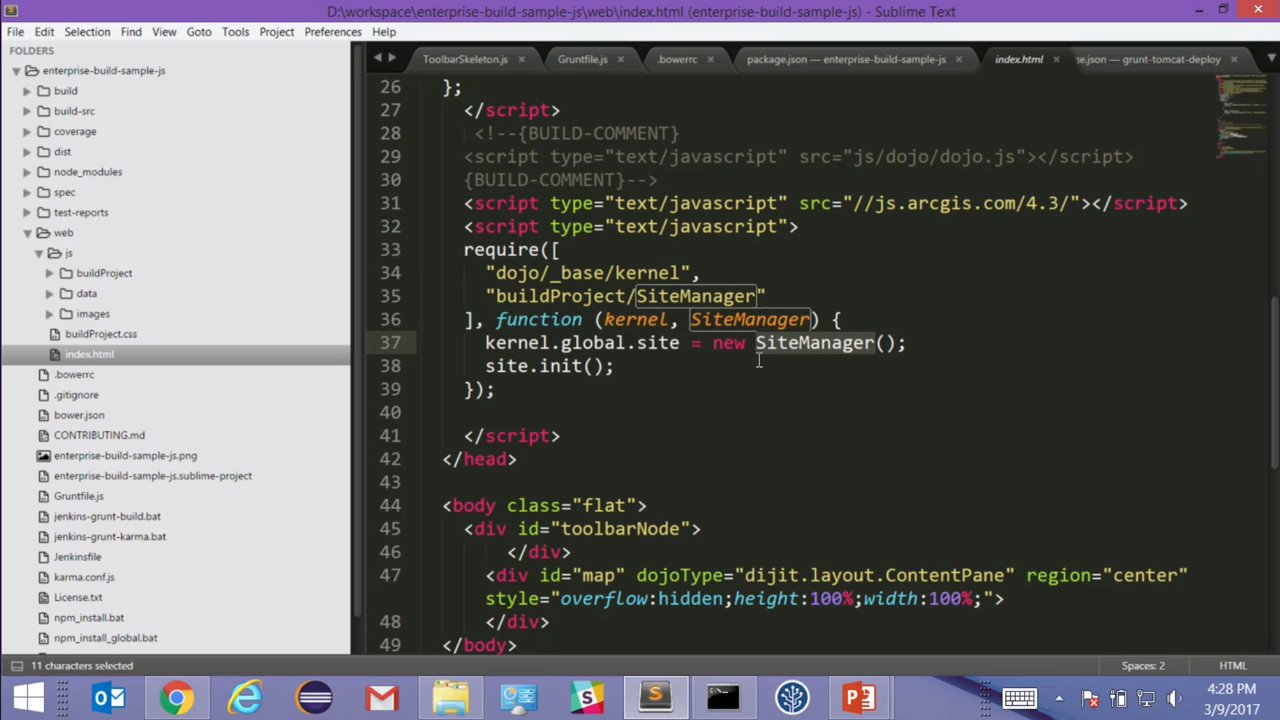 D:\workspace\enterprise-build-sample-js\web\index.html (enterprise-build-sample-js) - Sublime Text
File Edit Selection Find View Goto Tools Project Preferences Help
FOLDERS
enterprise-build-sample-js
build
build-src
coverage
dist
node_modules
spec
test-reports
web
js
buildProject
data
images
buildProject.css
index.html
.bowerrc
.gitignore
bower.json
CONTRIBUTING.md
enterprise-build-sample-js.png
enterprise-build-sample-js.sublime-project
Gruntfile.js
jenkins-grunt-build.bat
jenkins-grunt-karma.bat
Jenkinsfile
karma.conf.js
License.txt
npm_install.bat
npm_install_global.bat
ToolbarSkeleton.js Gruntfile.js .bowerrc package.json — enterprise-build-sample-js index.html ge.json — grunt-tomcat-deploy
26 };
27 </script>
28 <!--{BUILD-COMMENT}
29 <script type="text/javascript" src="js/dojo/dojo.js"></script>
30 {BUILD-COMMENT}-->
31 <script type="text/javascript" src="//js.arcgis.com/4.3/"></script>
32 <script type="text/javascript">
33 require([
34 "dojo/_base/kernel",
35 "buildProject/SiteManager"
36 ], function (kernel, SiteManager) {
37 kernel.global.site = new SiteManager();
38 site.init();
39 });
40
41 </script>
42 </head>
43
44 <body class="flat">
45 <div id="toolbarNode">
46 </div>
47 <div id="map" dojoType="dijit.layout.ContentPane" region="center"
style="overflow:hidden;height:100%;width:100%;">
48 </div>
49 </body>
11 characters selected Spaces: 2 HTML
4:28 PM
3/9/2017